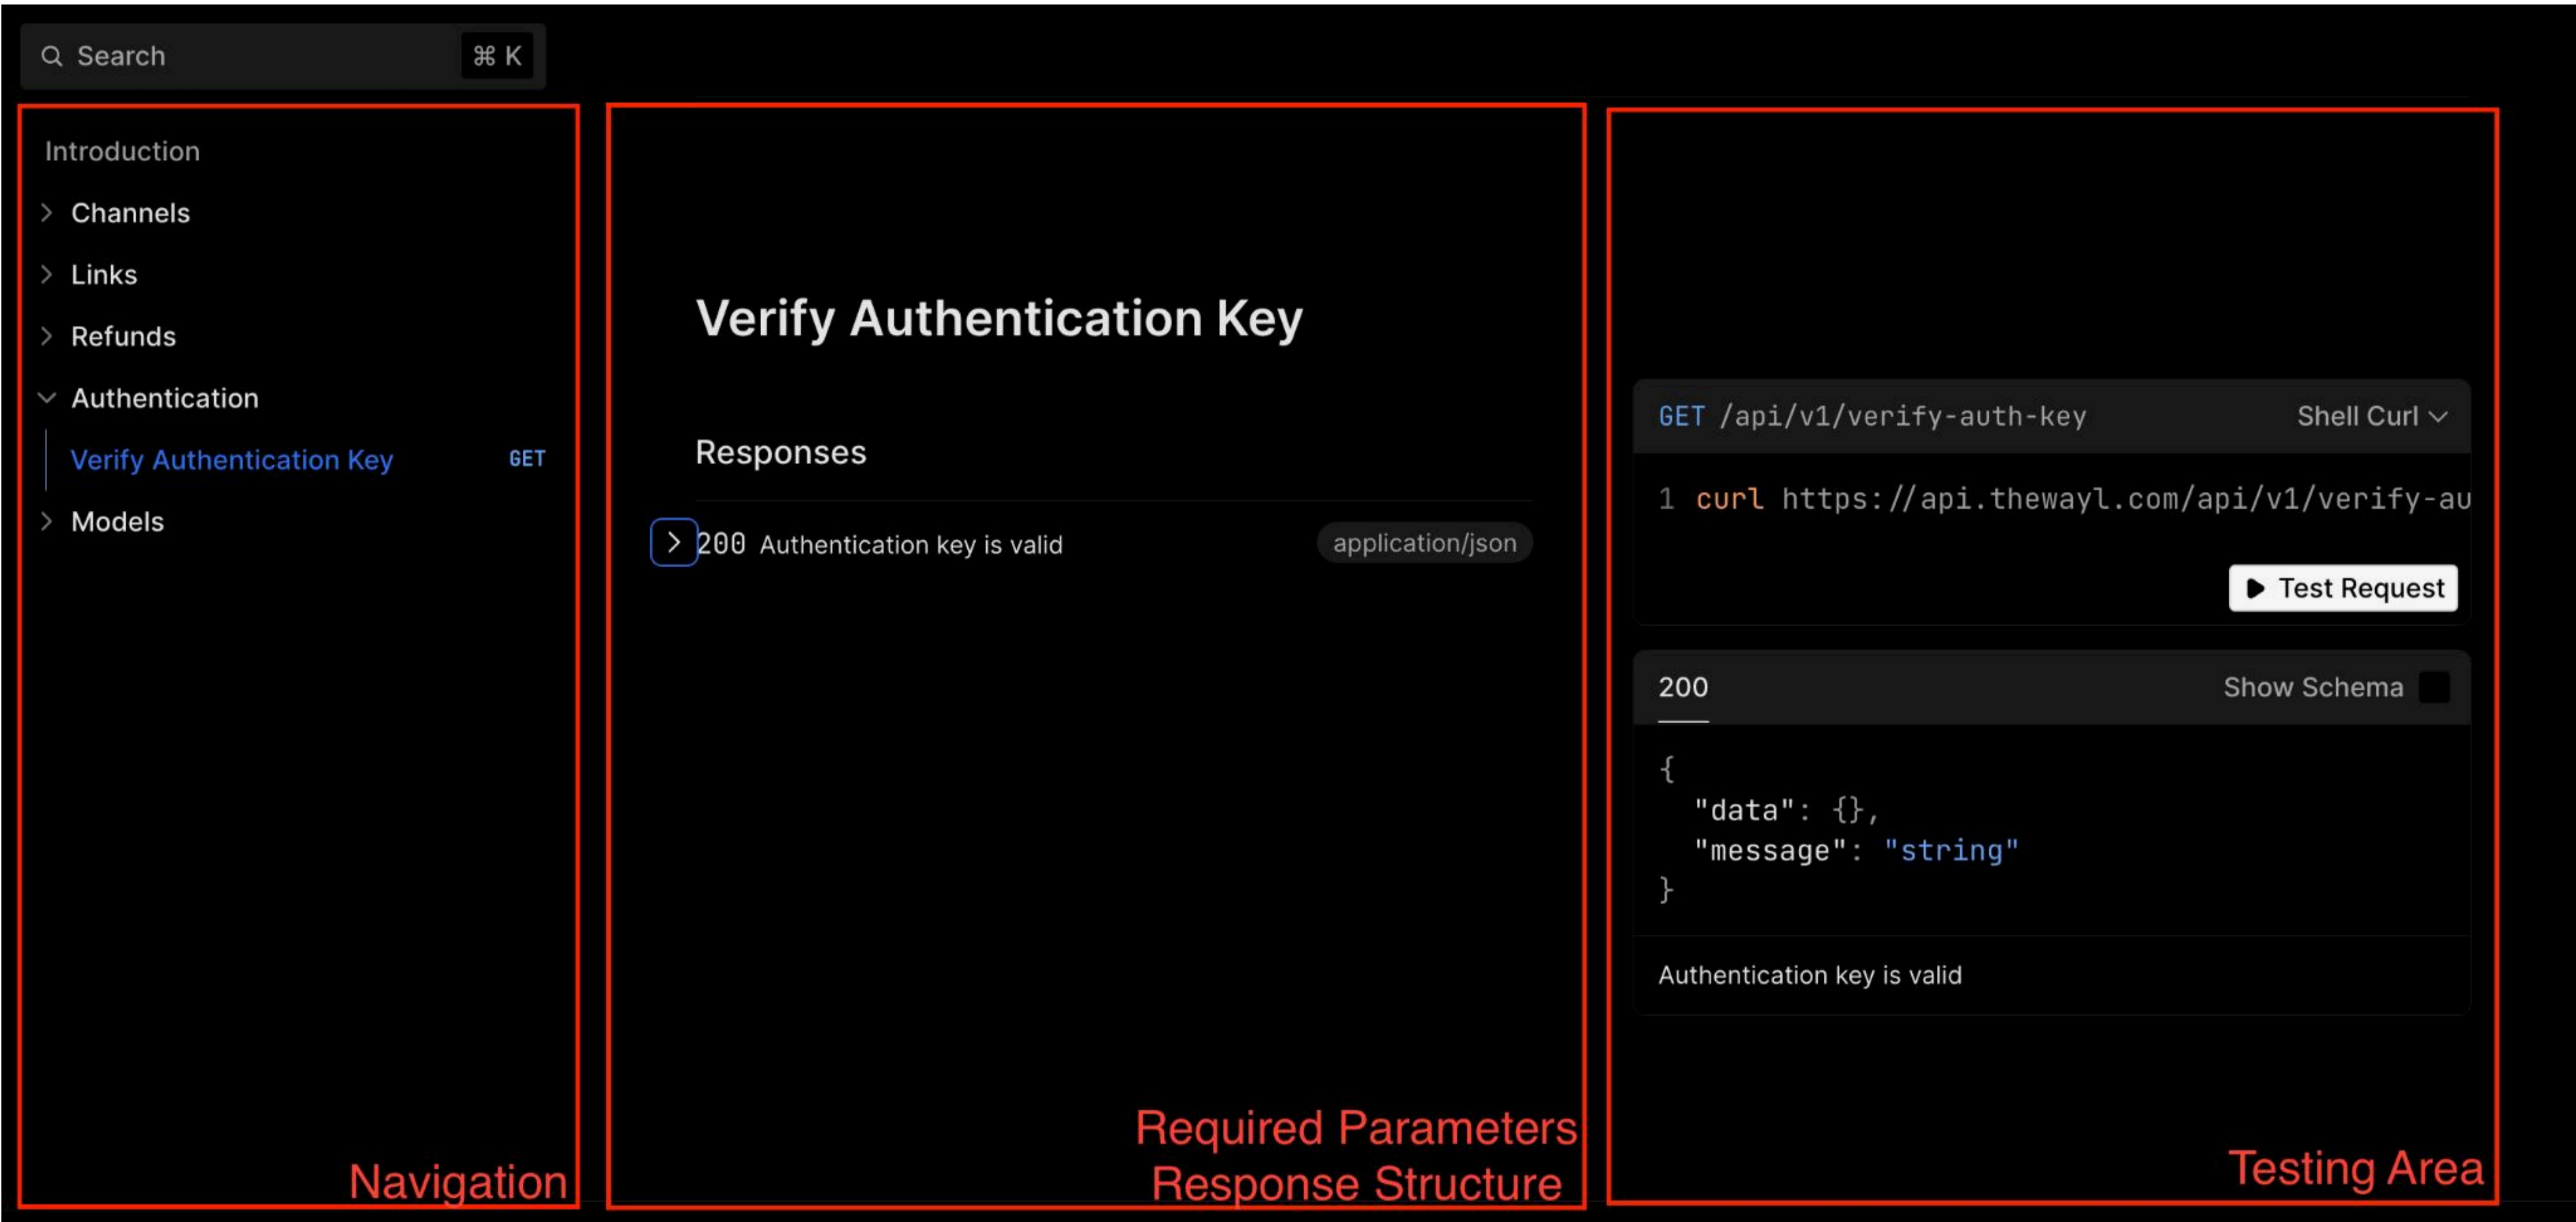 Search
⌘ K
Introduction
Channels
Links
Refunds
Authentication
Verify Authentication Key GET
Models
Navigation
Verify Authentication Key
Responses
200 Authentication key is valid application/json
Required Parameters
Response Structure
GET /api/v1/verify-auth-key Shell Curl
1 curl https://api.thewayl.com/api/v1/verify-au
Test Request
200 Show Schema
{
"data": {},
"message": "string"
}
Authentication key is valid
Testing Area